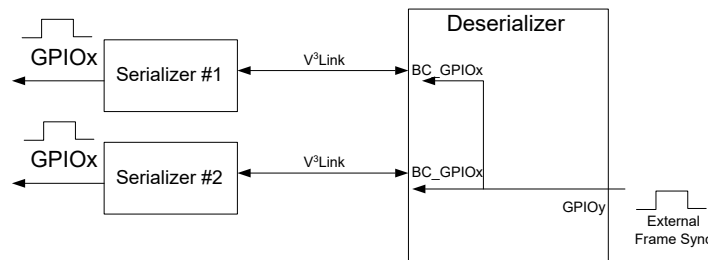 Deserializer
GPIOx
Serializer #1
V³Link
BC_GPIOx
GPIOx
Serializer #2
V³Link
BC_GPIOx
GPIOy
External
Frame Sync